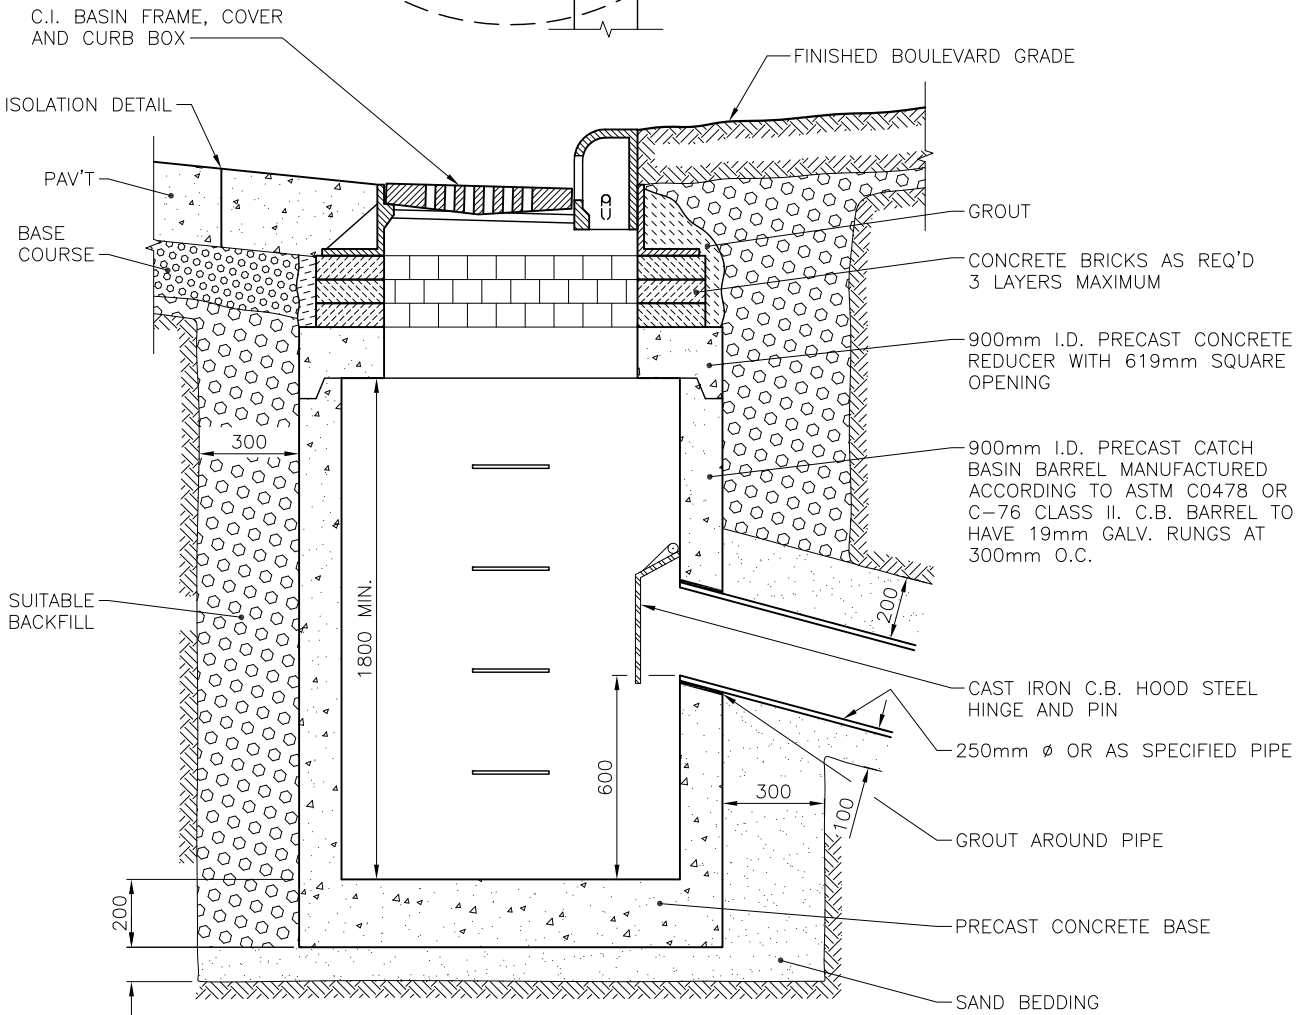 C.I. BASIN FRAME, COVER
AND CURB BOX
FINISHED BOULEVARD GRADE
ISOLATION DETAIL
PAV'T
BASE
COURSE
GROUT
CONCRETE BRICKS AS REQ'D
3 LAYERS MAXIMUM
900mm I.D. PRECAST CONCRETE
REDUCER WITH 619mm SQUARE
OPENING
300
900mm I.D. PRECAST CATCH
BASIN BARREL MANUFACTURED
ACCORDING TO ASTM C0478 OR
C-76 CLASS II. C.B. BARREL TO
HAVE 19mm GALV. RUNGS AT
300mm O.C.
SUITABLE
BACKFILL
1800 MIN.
200
CAST IRON C.B. HOOD STEEL
HINGE AND PIN
250mm ø OR AS SPECIFIED PIPE
600
300
100
GROUT AROUND PIPE
200
PRECAST CONCRETE BASE
SAND BEDDING